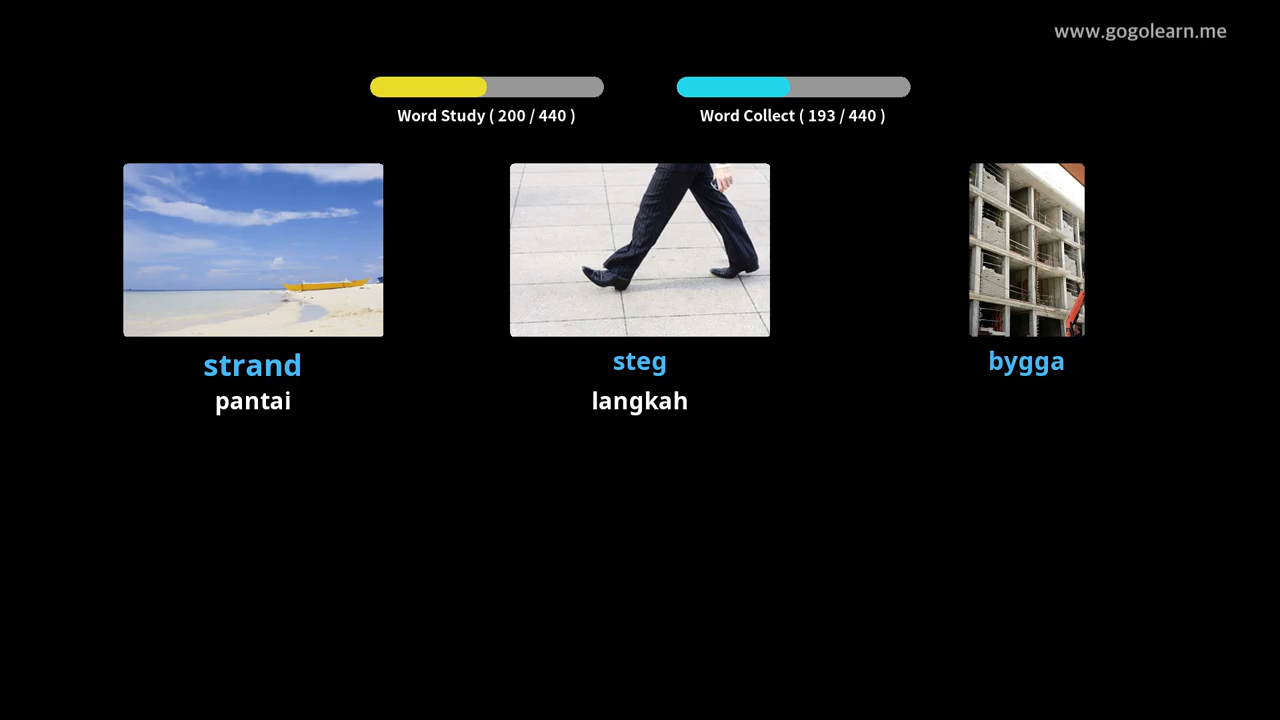 www.gogolearn.me
Word Study ( 200 / 440 )
Word Collect ( 193 / 440 )
strand
pantai
steg
langkah
bygga